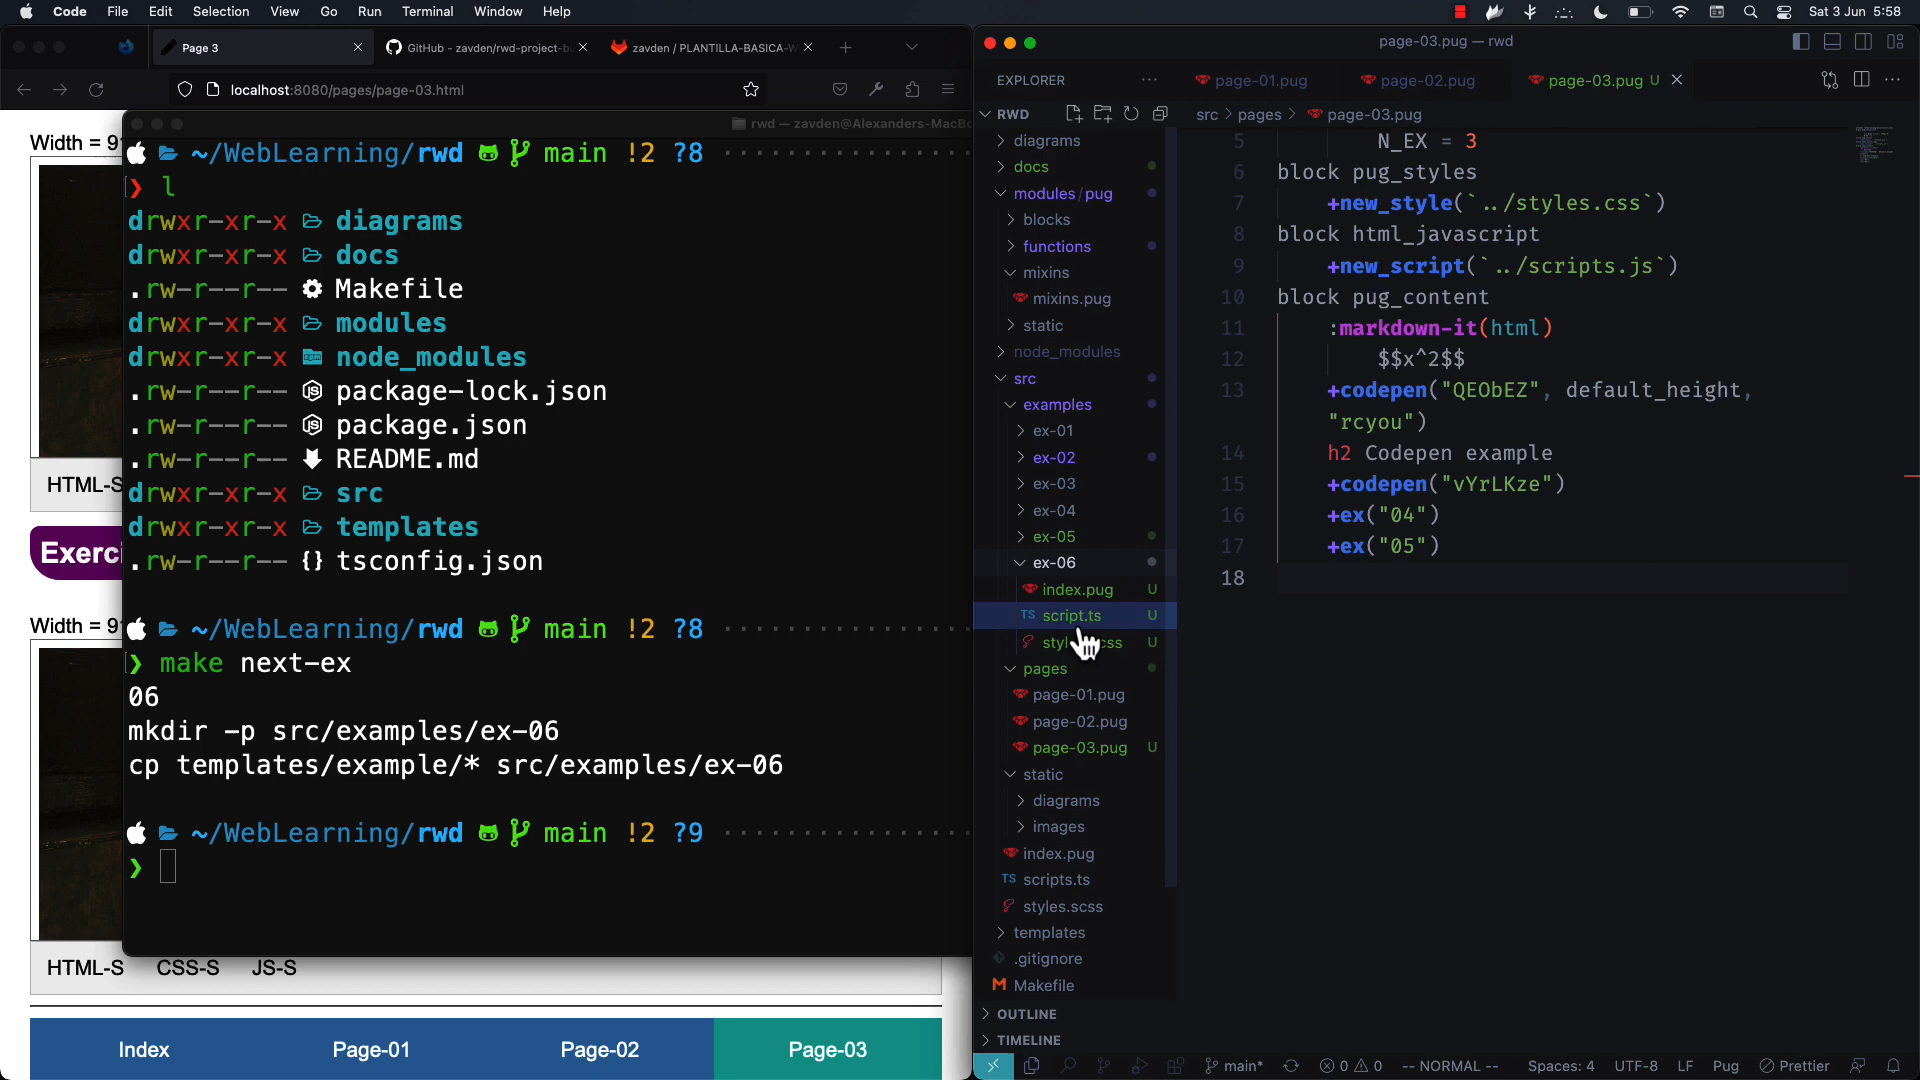 Code File Edit Selection View Go Run Terminal Window Help
Sat 3 Jun 5:58
Page 3
GitHub - zavden/rwd-project-b
zavden / PLANTILLA-BASICA-W
localhost:8080/pages/page-03.html
Width = 9
HTML-S
Exerci
Width = 9
HTML-S CSS-S JS-S
Index Page-01 Page-02 Page-03
rwd — zavden@Alexanders-MacBo
~/WebLearning/rwd main !2 ?8
❯ l
drwxr-xr-x diagrams
drwxr-xr-x docs
.rw-r--r-- Makefile
drwxr-xr-x modules
drwxr-xr-x node_modules
.rw-r--r-- package-lock.json
.rw-r--r-- package.json
.rw-r--r-- README.md
drwxr-xr-x src
drwxr-xr-x templates
.rw-r--r-- {} tsconfig.json
~/WebLearning/rwd main !2 ?8
❯ make next-ex
06
mkdir -p src/examples/ex-06
cp templates/example/* src/examples/ex-06
~/WebLearning/rwd main !2 ?9
❯
page-03.pug — rwd
EXPLORER
RWD
diagrams
docs
modules/pug
blocks
functions
mixins
mixins.pug
static
node_modules
src
examples
ex-01
ex-02
ex-03
ex-04
ex-05
ex-06
index.pug U
TS script.ts U
styl ss U
pages
page-01.pug
page-02.pug
page-03.pug U
static
diagrams
images
index.pug
TS scripts.ts
styles.scss
templates
.gitignore
Makefile
OUTLINE
TIMELINE
page-01.pug page-02.pug page-03.pug U
src > pages > page-03.pug
5 N_EX = 3
6 block pug_styles
7 +new_style(`../styles.css`)
8 block html_javascript
9 +new_script(`../scripts.js`)
10 block pug_content
11 :markdown-it(html)
12 $$x^2$$
13 +codepen("QEObEZ", default_height,
"rcyou")
14 h2 Codepen example
15 +codepen("vYrLKze")
16 +ex("04")
17 +ex("05")
18
main* 0 0 -- NORMAL -- Spaces: 4 UTF-8 LF Pug Prettier